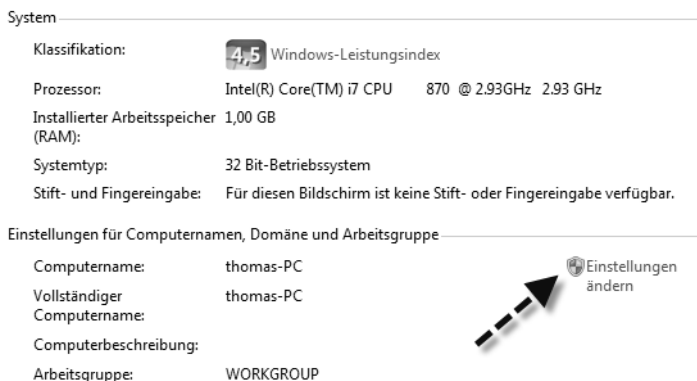 System
Klassifikation: 4,5 Windows-Leistungsindex
Prozessor: Intel(R) Core(TM) i7 CPU 870 @ 2.93GHz 2.93 GHz
Installierter Arbeitsspeicher 1,00 GB
(RAM):
Systemtyp: 32 Bit-Betriebssystem
Stift- und Fingereingabe: Für diesen Bildschirm ist keine Stift- oder Fingereingabe verfügbar.
Einstellungen für Computernamen, Domäne und Arbeitsgruppe
Computername: thomas-PC Einstellungen
ändern
Vollständiger thomas-PC
Computername:
Computerbeschreibung:
Arbeitsgruppe: WORKGROUP